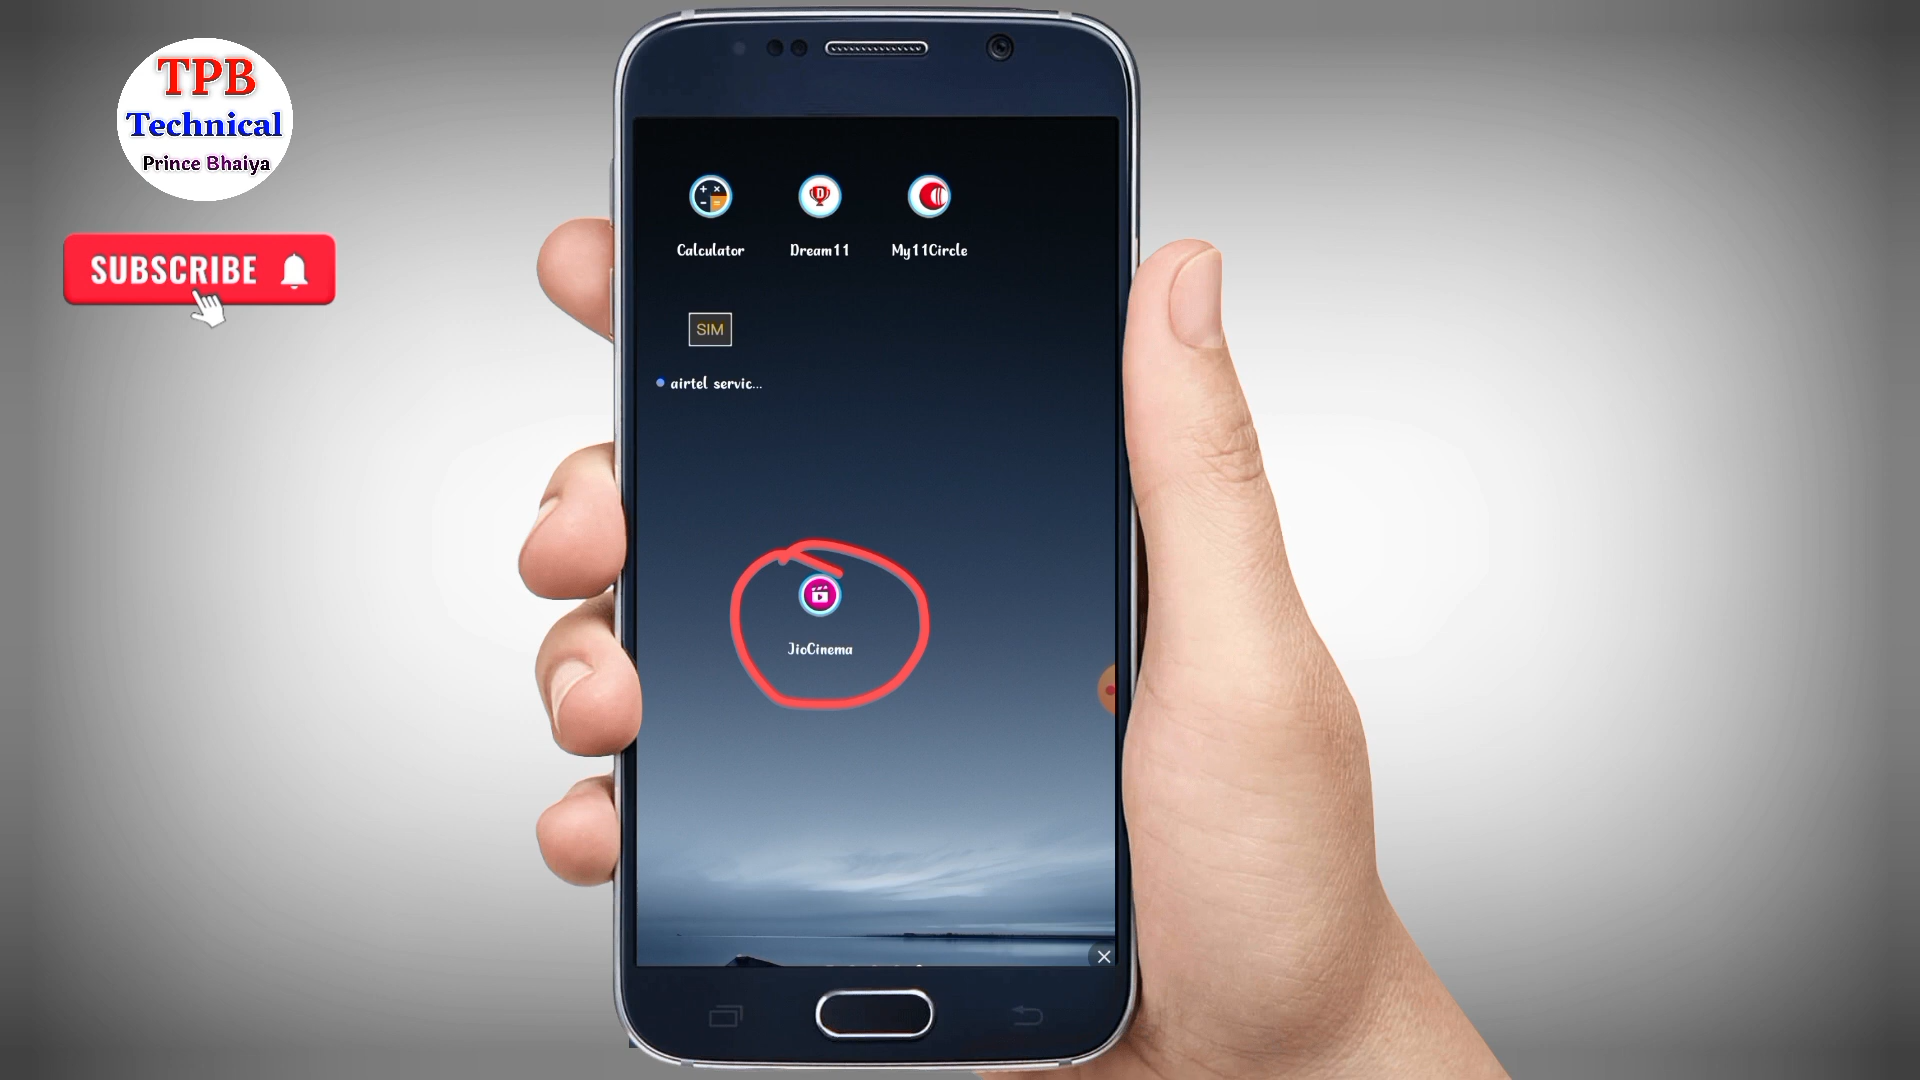 TPB
Technical
Prince Bhaiya
SUBSCRIBE
Calculator
Dream11
My11Circle
SIM
airtel servic...
JioCinema